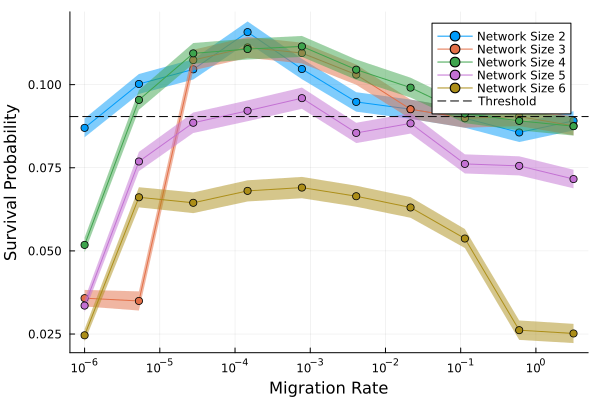 Survival Probability
0.100
0.075
0.050
0.025
Network Size 2
Network Size 3
Network Size 4
Network Size 5
Network Size 6
Threshold
10⁻⁶ 10⁻⁵ 10⁻⁴ 10⁻³ 10⁻² 10⁻¹ 10⁰
Migration Rate